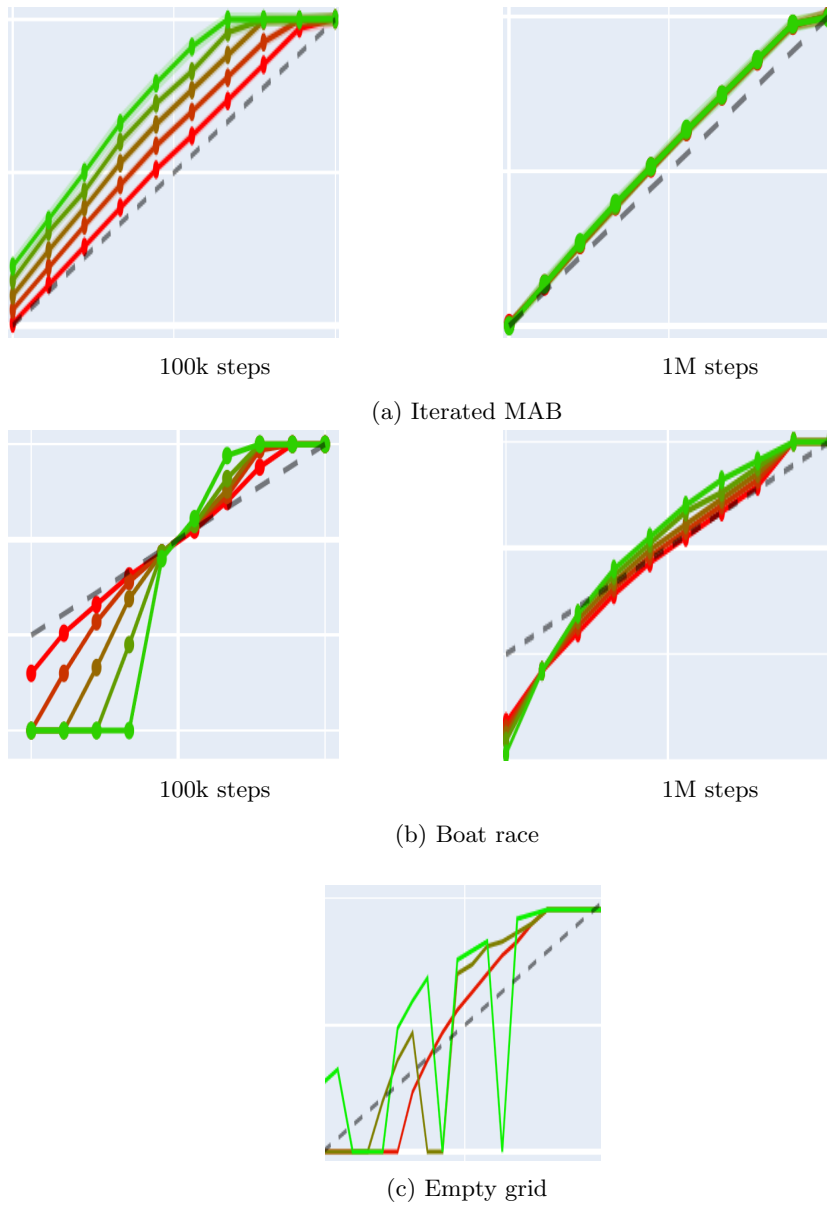 100k steps
1M steps
(a) Iterated MAB
100k steps
1M steps
(b) Boat race
(c) Empty grid